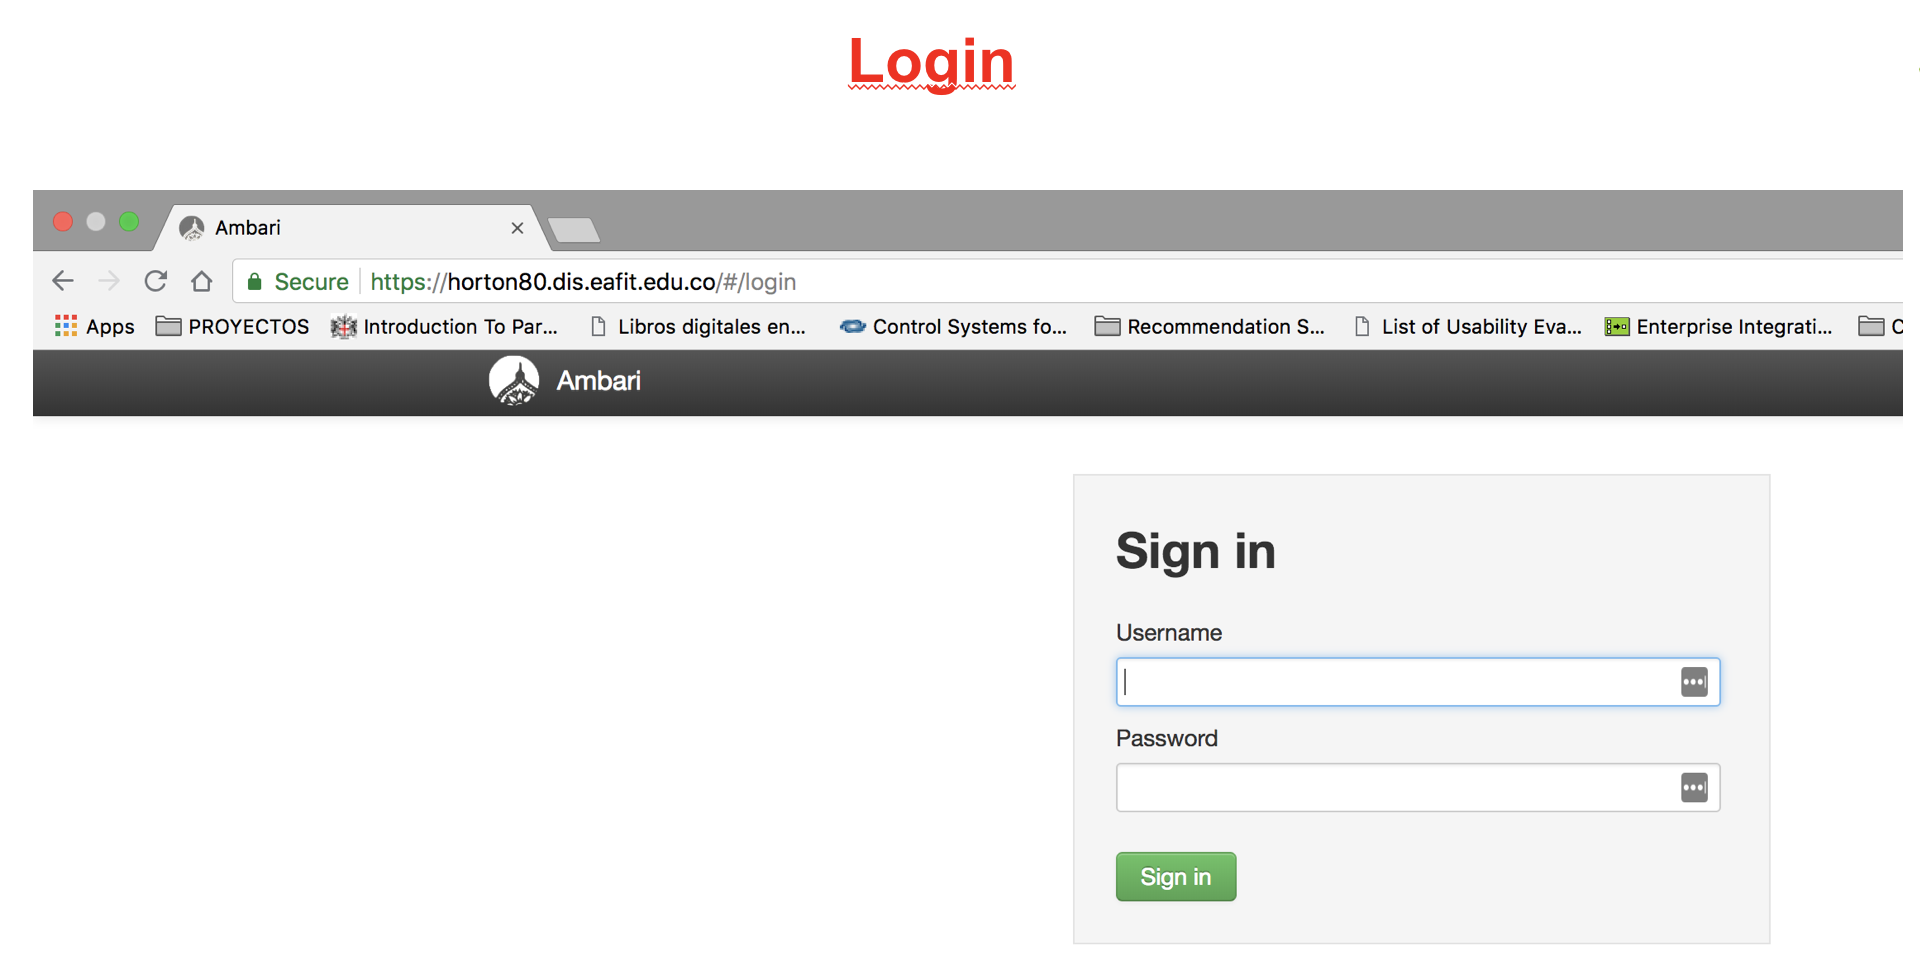 Login
Ambari
Secure https://horton80.dis.eafit.edu.co/#/login
Apps PROYECTOS Introduction To Par... Libros digitales en... Control Systems fo... Recommendation S... List of Usability Eva... Enterprise Integrati... C
Ambari
Sign in
Username
Password
Sign in